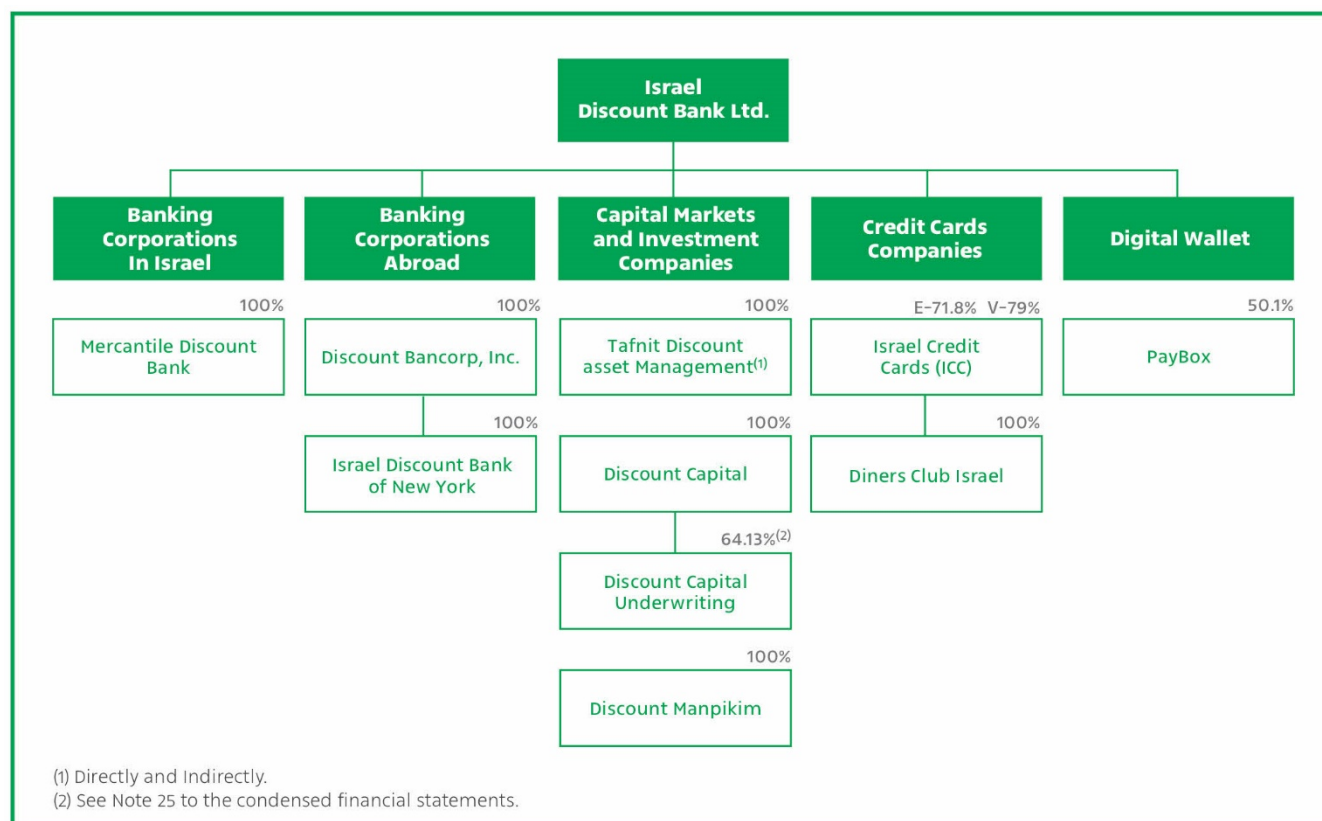 Israel
Discount Bank Ltd.
Banking
Corporations
In Israel
Banking
Corporations
Abroad
Capital Markets
and Investment
Companies
Credit Cards
Companies
Digital Wallet
100%
100%
100%
E-71.8% V-79%
50.1%
Mercantile Discount
Bank
Discount Bancorp, Inc.
Tafnit Discount
asset Management(1)
Israel Credit
Cards (ICC)
PayBox
100%
100%
100%
Israel Discount Bank
of New York
Discount Capital
Diners Club Israel
64.13%(2)
Discount Capital
Underwriting
100%
Discount Manpikim
(1) Directly and Indirectly.
(2) See Note 25 to the condensed financial statements.